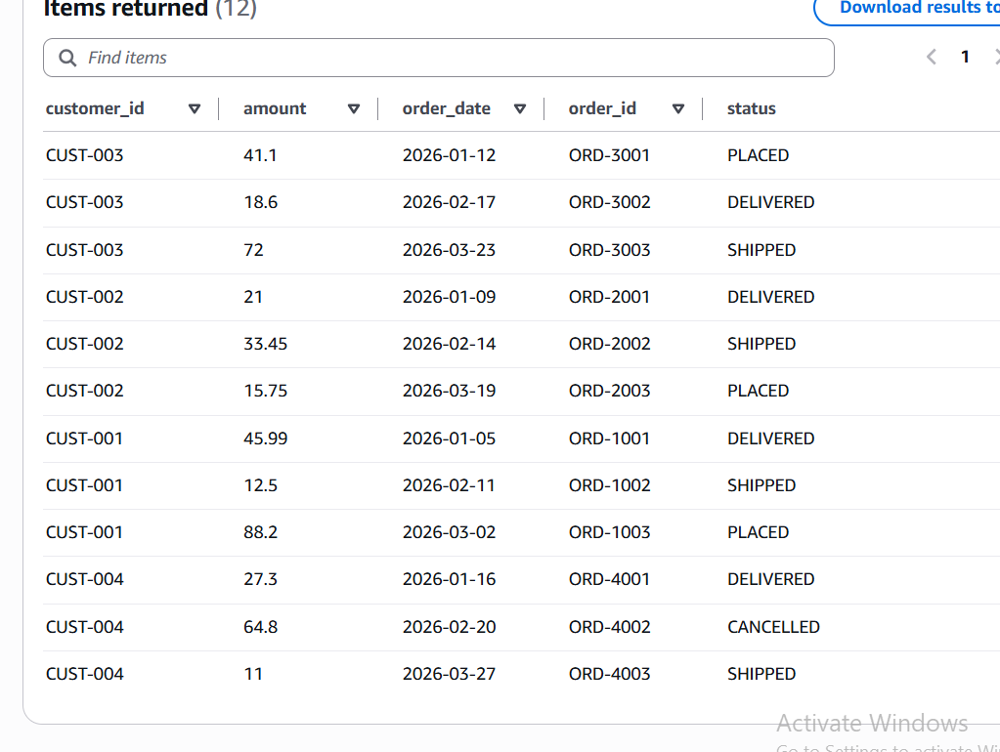 Items returned (12)
Download results to
Find items
1
customer_id amount order_date order_id status
CUST-003 41.1 2026-01-12 ORD-3001 PLACED
CUST-003 18.6 2026-02-17 ORD-3002 DELIVERED
CUST-003 72 2026-03-23 ORD-3003 SHIPPED
CUST-002 21 2026-01-09 ORD-2001 DELIVERED
CUST-002 33.45 2026-02-14 ORD-2002 SHIPPED
CUST-002 15.75 2026-03-19 ORD-2003 PLACED
CUST-001 45.99 2026-01-05 ORD-1001 DELIVERED
CUST-001 12.5 2026-02-11 ORD-1002 SHIPPED
CUST-001 88.2 2026-03-02 ORD-1003 PLACED
CUST-004 27.3 2026-01-16 ORD-4001 DELIVERED
CUST-004 64.8 2026-02-20 ORD-4002 CANCELLED
CUST-004 11 2026-03-27 ORD-4003 SHIPPED
Activate Windows
Go to Settings to activate Wi